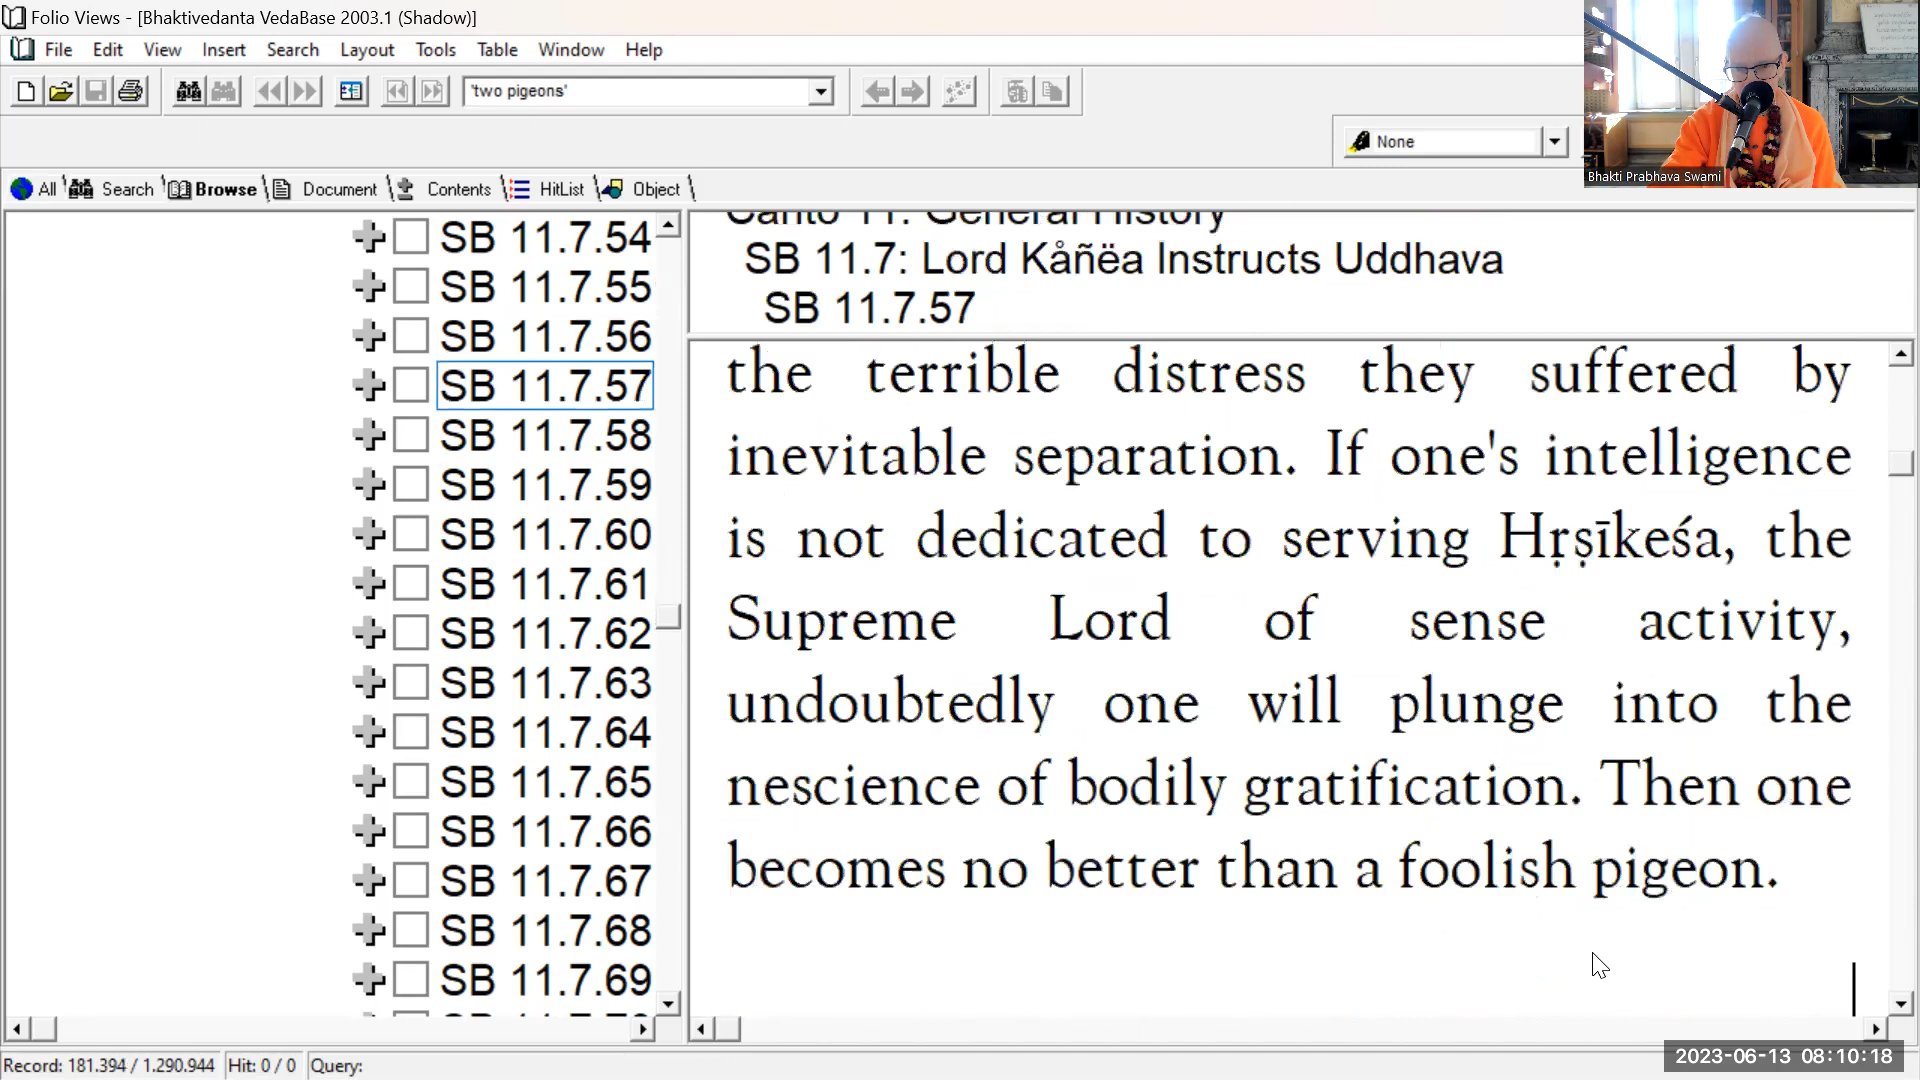 Folio Views - [Bhaktivedanta VedaBase 2003.1 (Shadow)]
File Edit View Insert Search Layout Tools Table Window Help
'two pigeons'
None
Bhakti Prabhava Swami
All Search Browse Document Contents HitList Object
SB 11.7.54
SB 11.7.55
SB 11.7.56
SB 11.7.57
SB 11.7.58
SB 11.7.59
SB 11.7.60
SB 11.7.61
SB 11.7.62
SB 11.7.63
SB 11.7.64
SB 11.7.65
SB 11.7.66
SB 11.7.67
SB 11.7.68
SB 11.7.69
Canto 11: General History
SB 11.7: Lord Kåñëa Instructs Uddhava
SB 11.7.57
the terrible distress they suffered by
inevitable separation. If one's intelligence
is not dedicated to serving Hṛṣīkeśa, the
Supreme Lord of sense activity,
undoubtedly one will plunge into the
nescience of bodily gratification. Then one
becomes no better than a foolish pigeon.
Record: 181.394 / 1.290.944 Hit: 0 / 0 Query:
2023-06-13 08:10:18